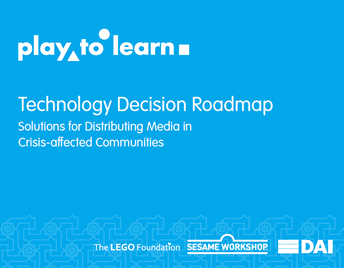 play to learn
Technology Decision Roadmap
Solutions for Distributing Media in
Crisis-affected Communities
The LEGO Foundation SESAME WORKSHOP DAI